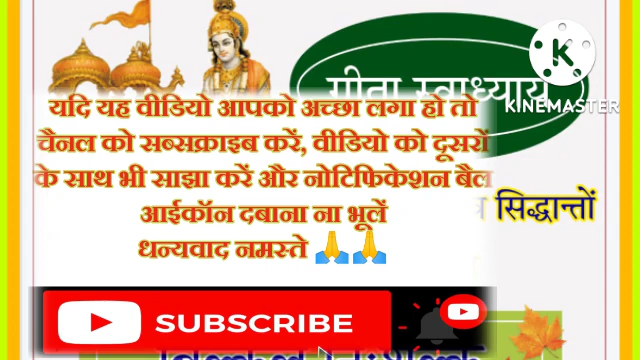 गीता स्वाध्याय
KINEMASTER
यदि यह वीडियो आपको अच्छा लगा हो तो
चैनल को सब्सक्राइब करें, वीडियो को दूसरों
के साथ भी साझा करें और नोटिफिकेशन बैल
आईकॉन दबाना ना भूलें
धन्यवाद नमस्ते 🙏🙏
सिद्धान्तों
SUBSCRIBE